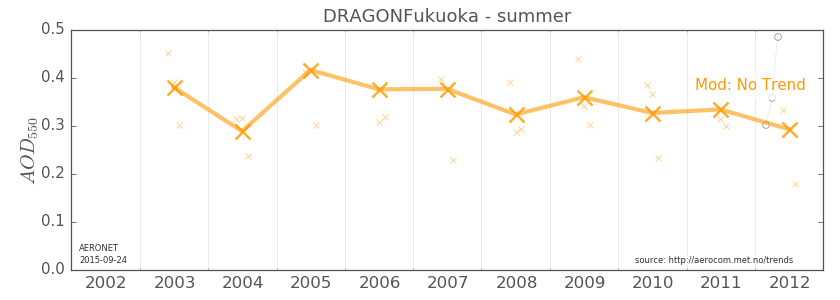 DRAGONFukuoka - summer
0.5
0.4
0.3
0.2
0.1
0.0
AOD550
Mod: No Trend
AERONET
2015-09-24
source: http://aerocom.met.no/trends
2002 2003 2004 2005 2006 2007 2008 2009 2010 2011 2012